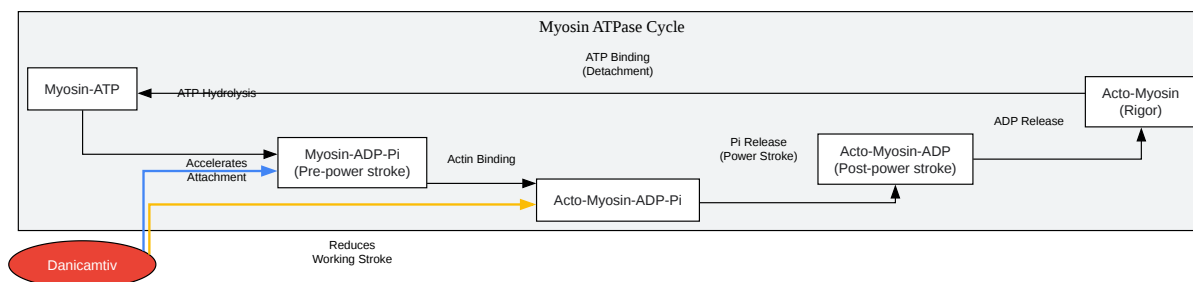 Myosin ATPase Cycle
ATP Binding
(Detachment)
Myosin-ATP
ATP Hydrolysis
Acto-Myosin
(Rigor)
ADP Release
Pi Release
(Power Stroke)
Acto-Myosin-ADP
(Post-power stroke)
Myosin-ADP-Pi
(Pre-power stroke)
Actin Binding
Accelerates
Attachment
Acto-Myosin-ADP-Pi
Reduces
Working Stroke
Danicamtiv